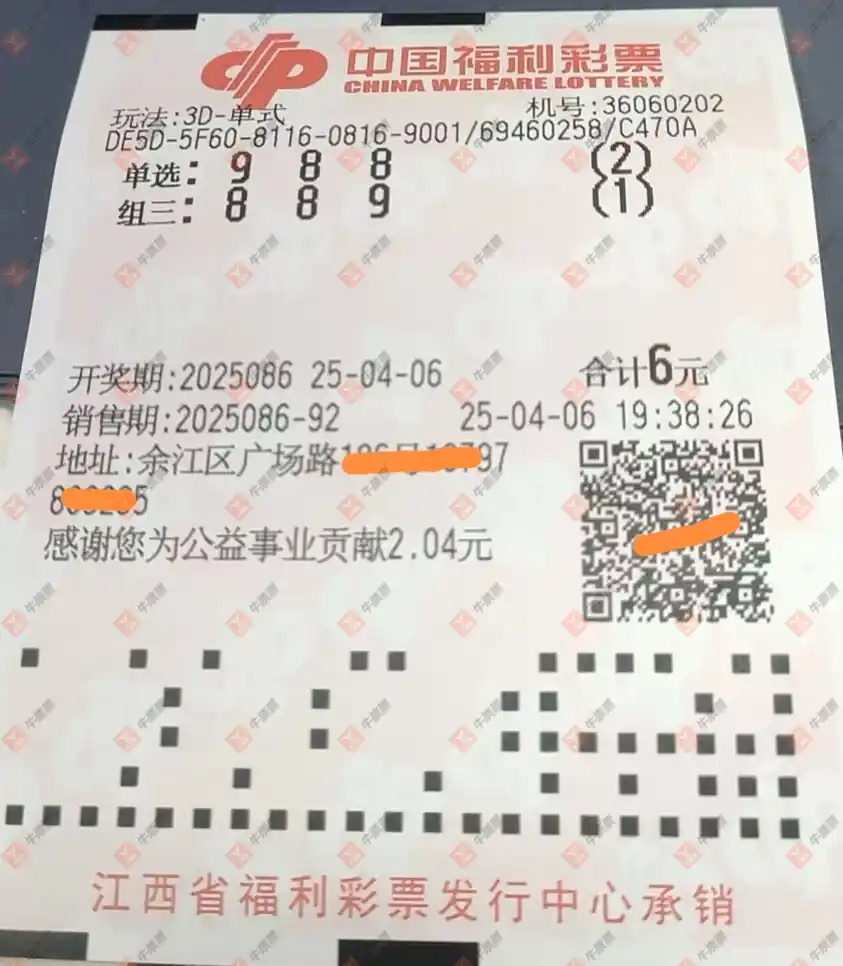 中国福利彩票
CHINA WELFARE LOTTERY
玩法:3D-单式 机号:36060202
DE5D-5F60-8116-0816-9001/69460258/C470A
单选: 9 8 8 (2)
组三: 8 8 9 (1)
开奖期:2025086 25-04-06 合计6元
销售期:2025086-92 25-04-06 19:38:26
地址:余江区广场路 97
8 5
感谢您为公益事业贡献2.04元
江西省福利彩票发行中心承销